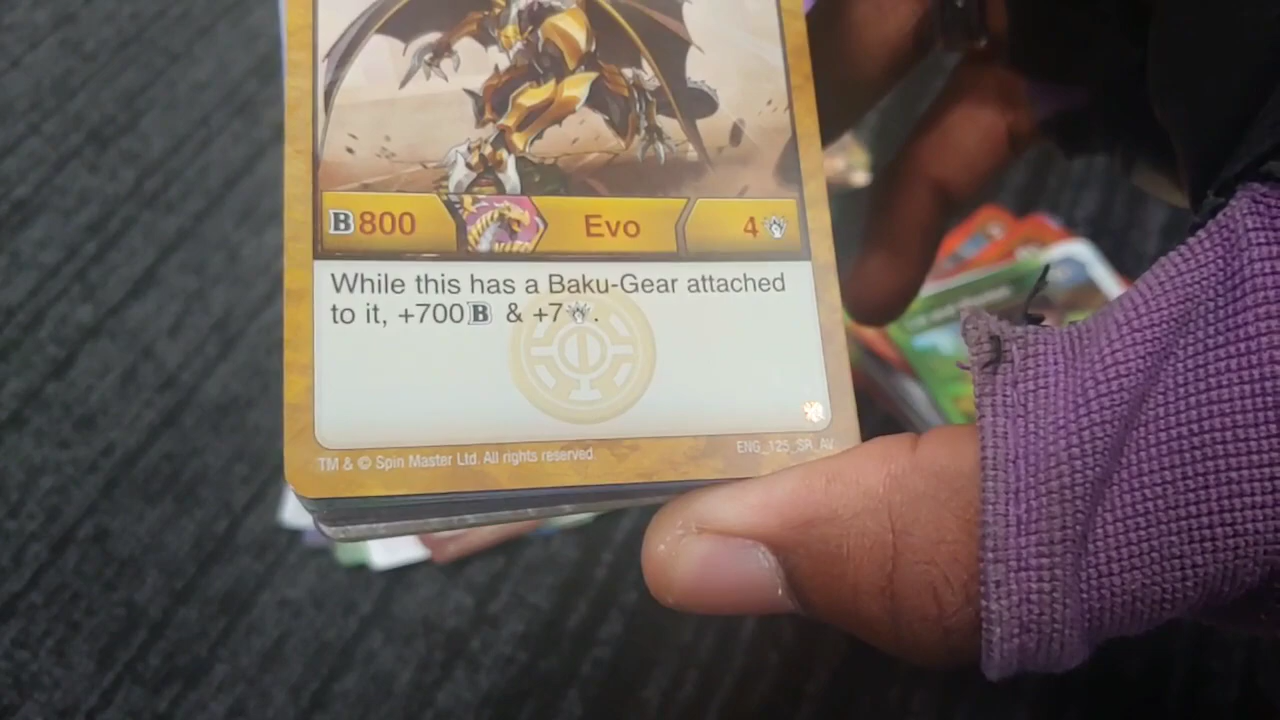 B 800 Evo 4
While this has a Baku-Gear attached
to it, +700B & +7.
TM & © Spin Master Ltd. All rights reserved.
ENG_125_SR_AV